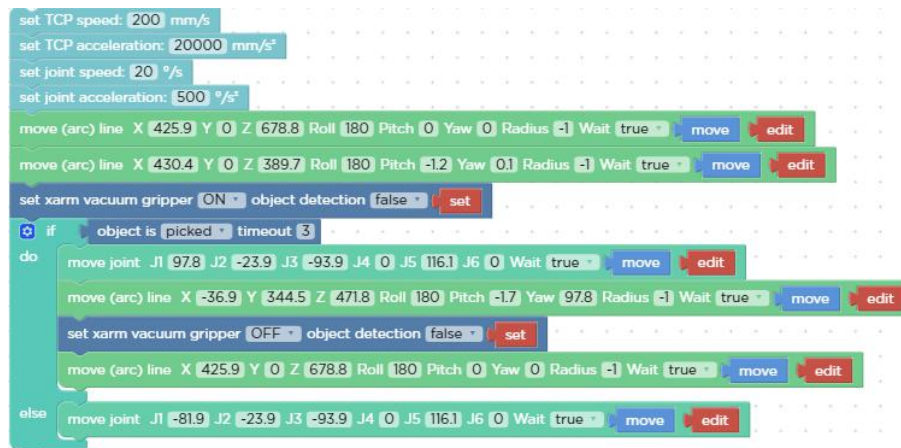 set TCP speed: 200 mm/s
set TCP acceleration: 20000 mm/s²
set joint speed: 20 °/s
set joint acceleration: 500 °/s²
move (arc) line X 425.9 Y 0 Z 678.8 Roll 180 Pitch 0 Yaw 0 Radius -1 Wait true move edit
move (arc) line X 430.4 Y 0 Z 389.7 Roll 180 Pitch -1.2 Yaw 0.1 Radius -1 Wait true move edit
set xarm vacuum gripper ON object detection false set
if object is picked timeout 3
do move joint J1 97.8 J2 -23.9 J3 -93.9 J4 0 J5 116.1 J6 0 Wait true move edit
move (arc) line X -36.9 Y 344.5 Z 471.8 Roll 180 Pitch -1.7 Yaw 97.8 Radius -1 Wait true move edit
set xarm vacuum gripper OFF object detection false set
move (arc) line X 425.9 Y 0 Z 678.8 Roll 180 Pitch 0 Yaw 0 Radius -1 Wait true move edit
else move joint J1 -81.9 J2 -23.9 J3 -93.9 J4 0 J5 116.1 J6 0 Wait true move edit